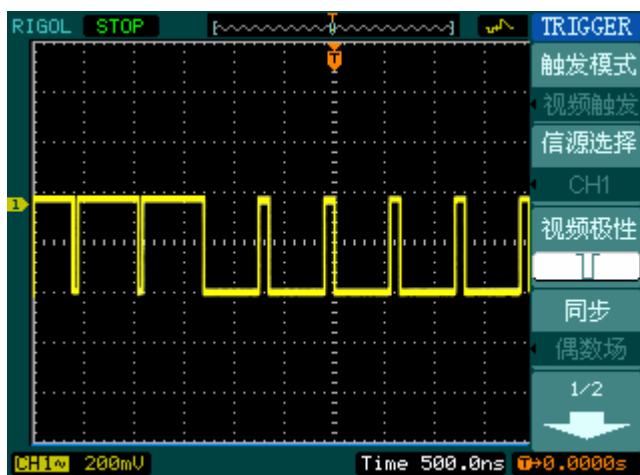 RIGOL STOP
T
T
1
TRIGGER
触发模式
视频触发
信源选择
CH1
视频极性
同步
偶数场
1/2
CH1~ 200mV
Time 500.0ns T→0.0000s